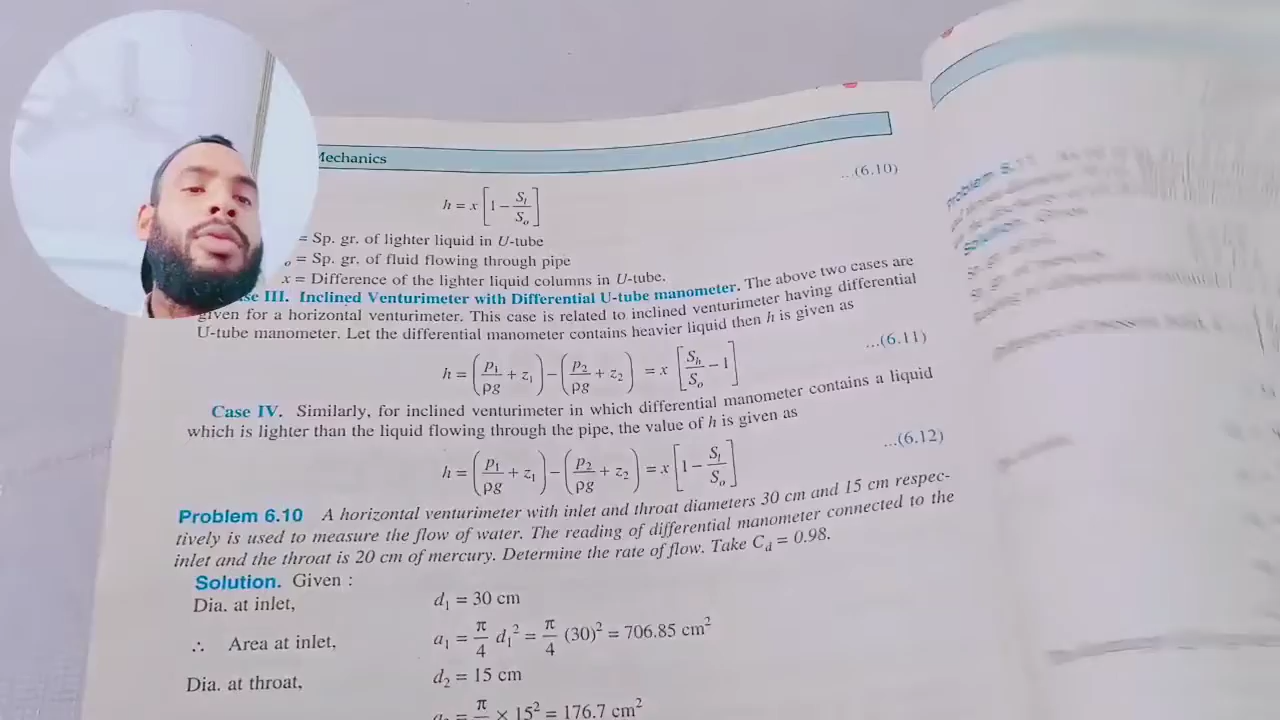 Mechanics
h = x [1 − S_l/S_o] ...(6.10)
= Sp. gr. of lighter liquid in U-tube
o = Sp. gr. of fluid flowing through pipe
x = Difference of the lighter liquid columns in U-tube.
se III. Inclined Venturimeter with Differential U-tube manometer. The above two cases are
given for a horizontal venturimeter. This case is related to inclined venturimeter having differential
U-tube manometer. Let the differential manometer contains heavier liquid then h is given as
h = (p₁/ρg + z₁) − (p₂/ρg + z₂) = x [S_h/S_o − 1] ...(6.11)
Case IV. Similarly, for inclined venturimeter in which differential manometer contains a liquid
which is lighter than the liquid flowing through the pipe, the value of h is given as
h = (p₁/ρg + z₁) − (p₂/ρg + z₂) = x [1 − S_l/S_o] ...(6.12)
Problem 6.10 A horizontal venturimeter with inlet and throat diameters 30 cm and 15 cm respec-
tively is used to measure the flow of water. The reading of differential manometer connected to the
inlet and the throat is 20 cm of mercury. Determine the rate of flow. Take C_d = 0.98.
Solution. Given :
Dia. at inlet, d₁ = 30 cm
∴ Area at inlet, a₁ = π/4 d₁² = π/4 (30)² = 706.85 cm²
Dia. at throat, d₂ = 15 cm
× 15² = 176.7 cm²
Problem 6.11
Solution. Given